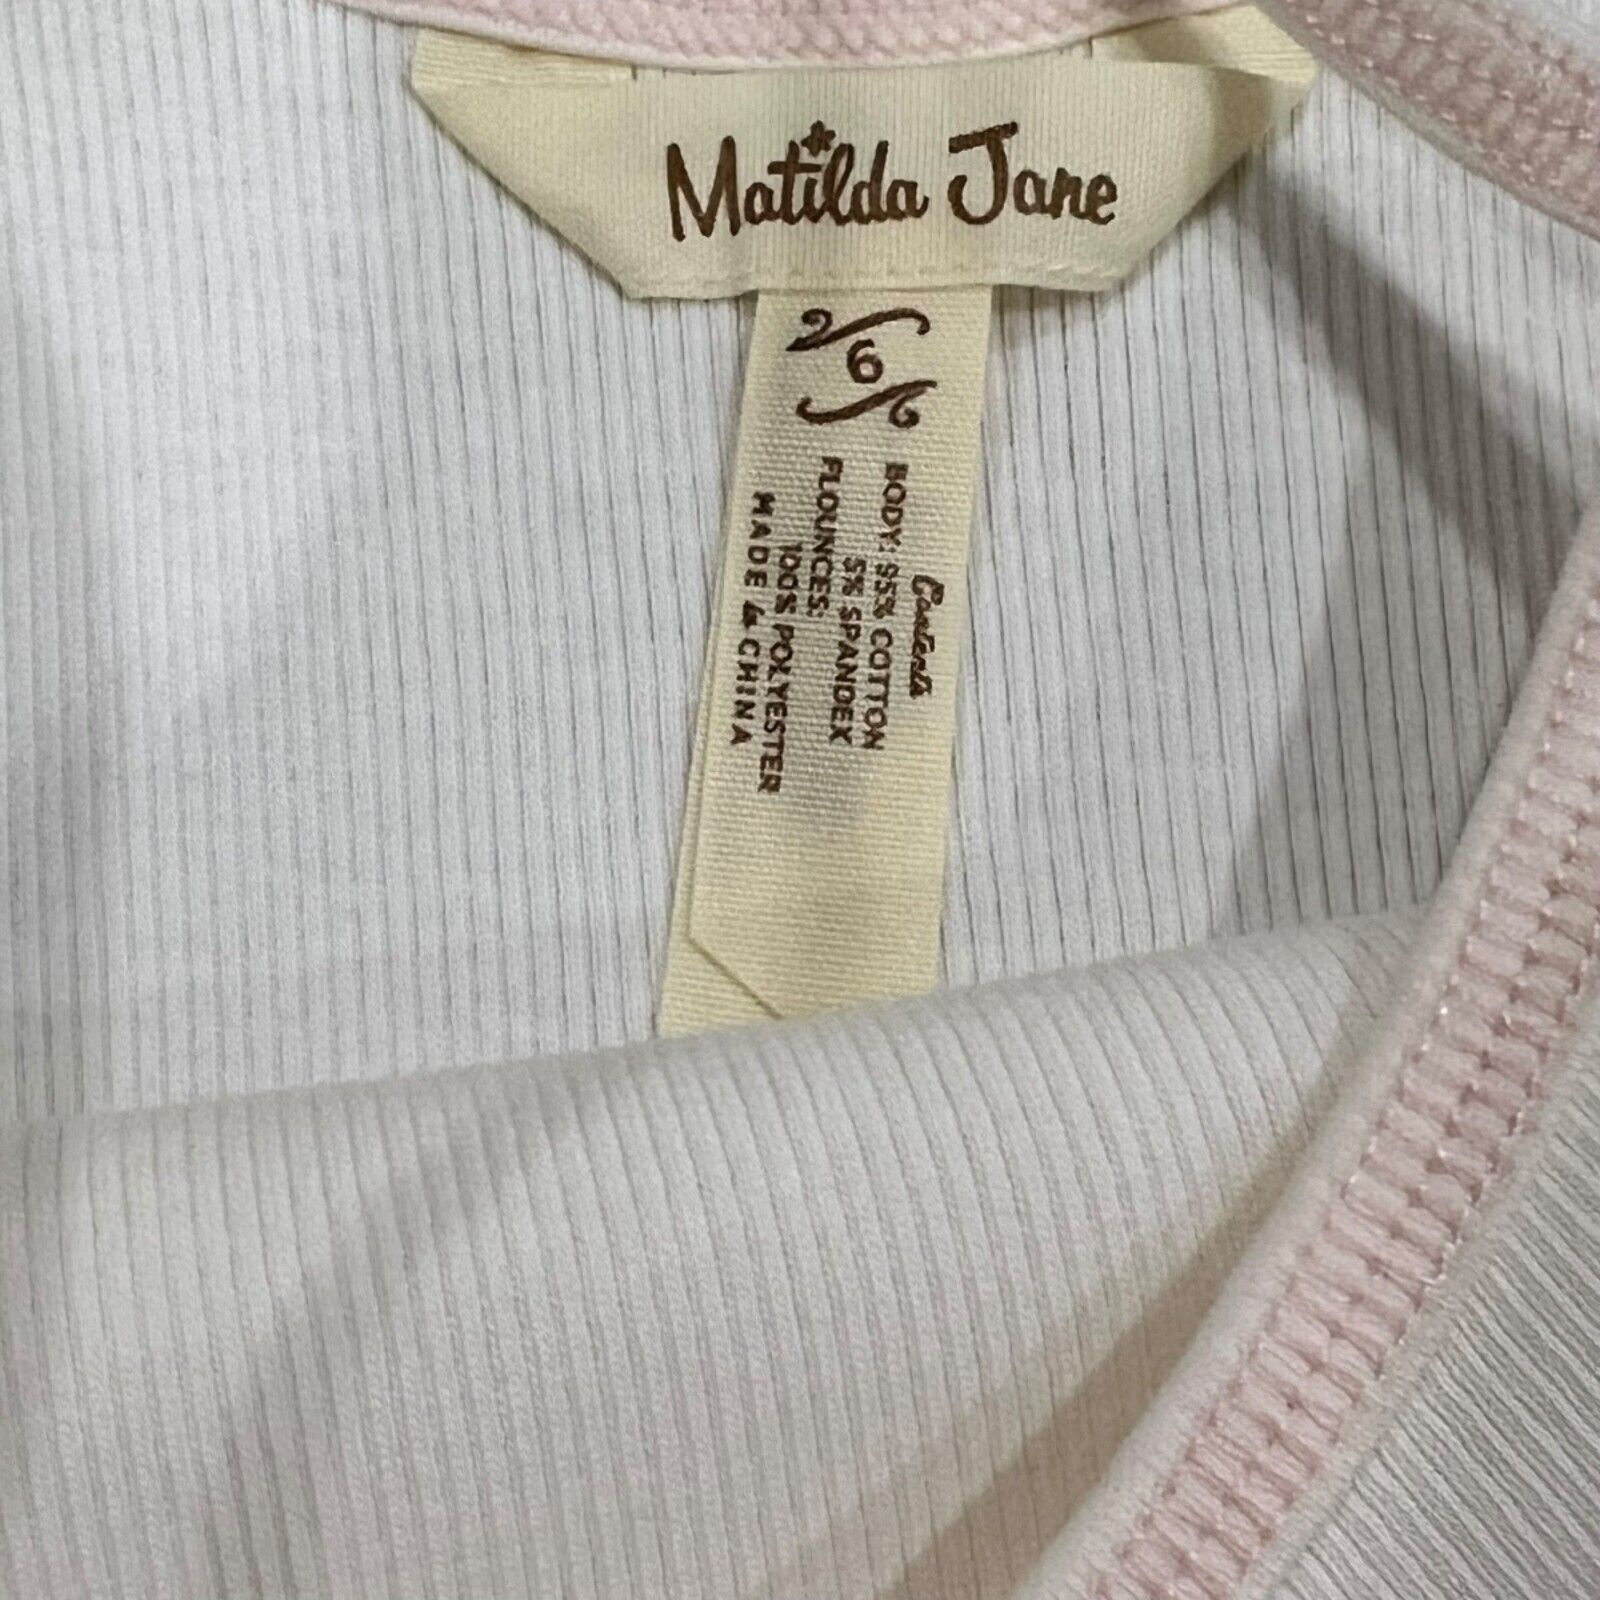 Matilda Jane
6
Contents
BODY: 95% COTTON
5% SPANDEX
FLOUNCES:
100% POLYESTER
MADE in CHINA